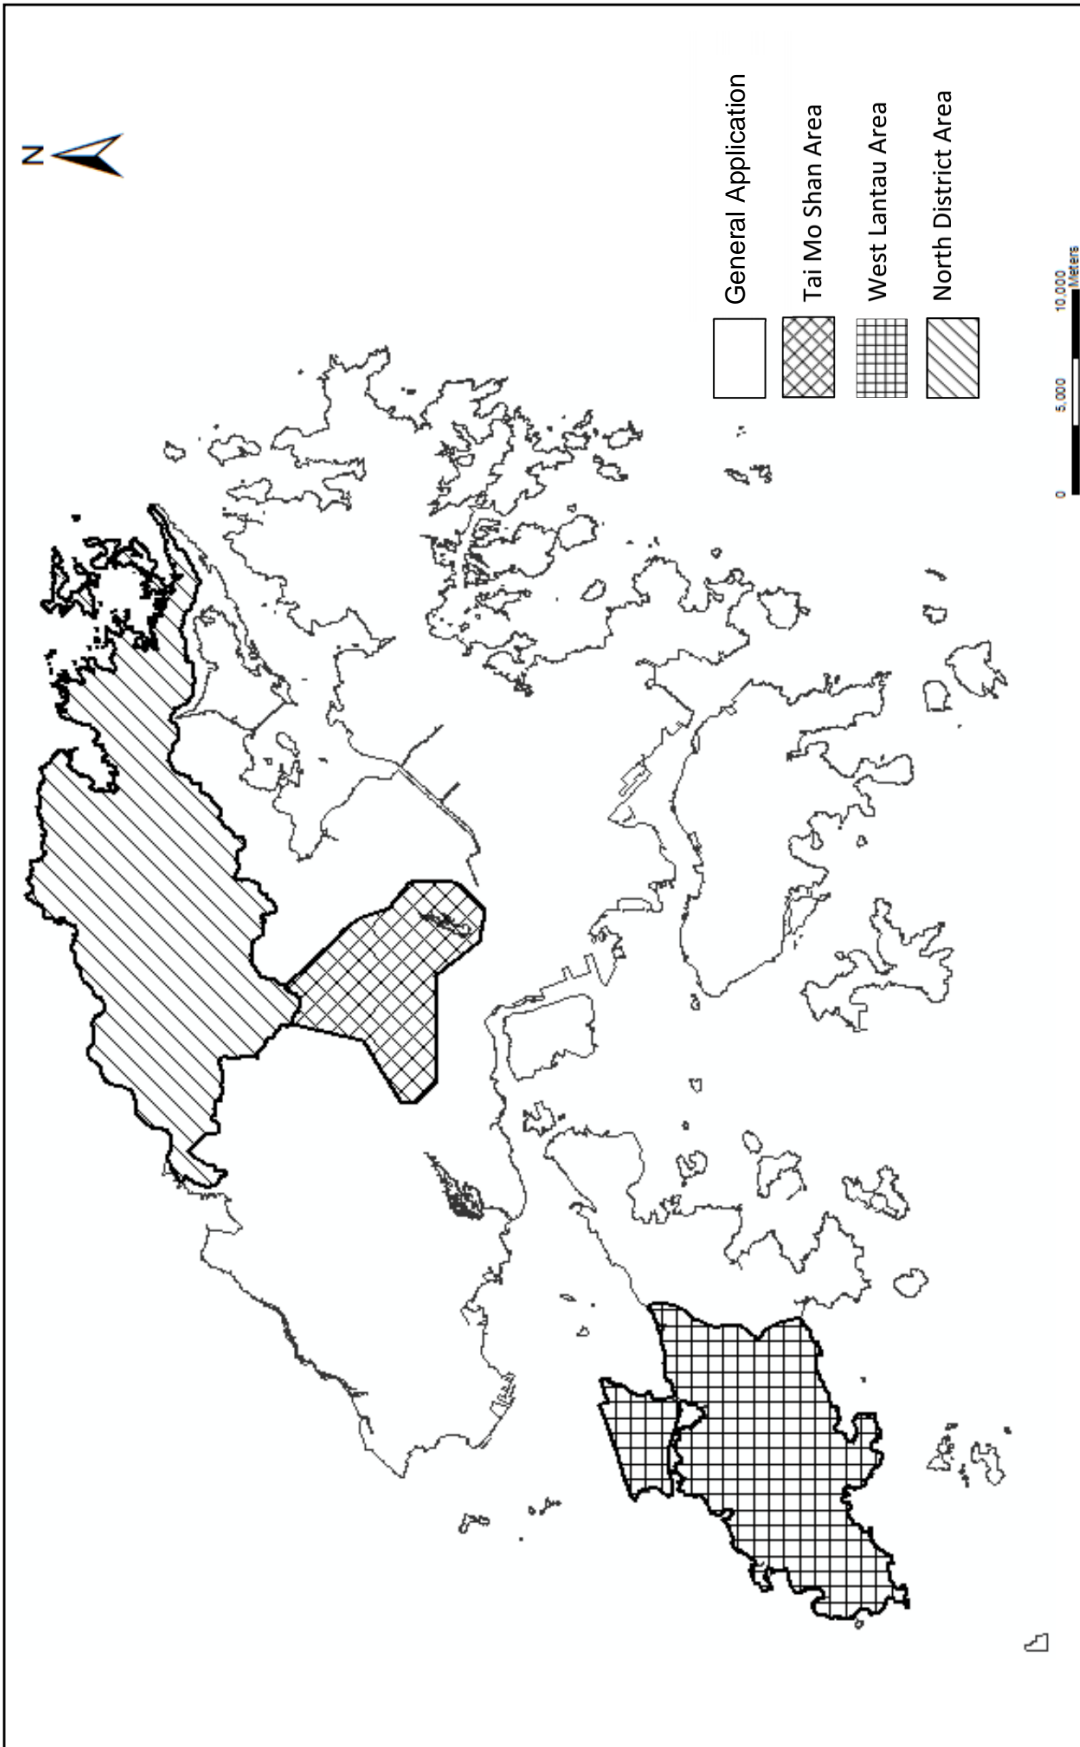 N
General Application
Tai Mo Shan Area
West Lantau Area
North District Area
0 5,000 10,000
Meters